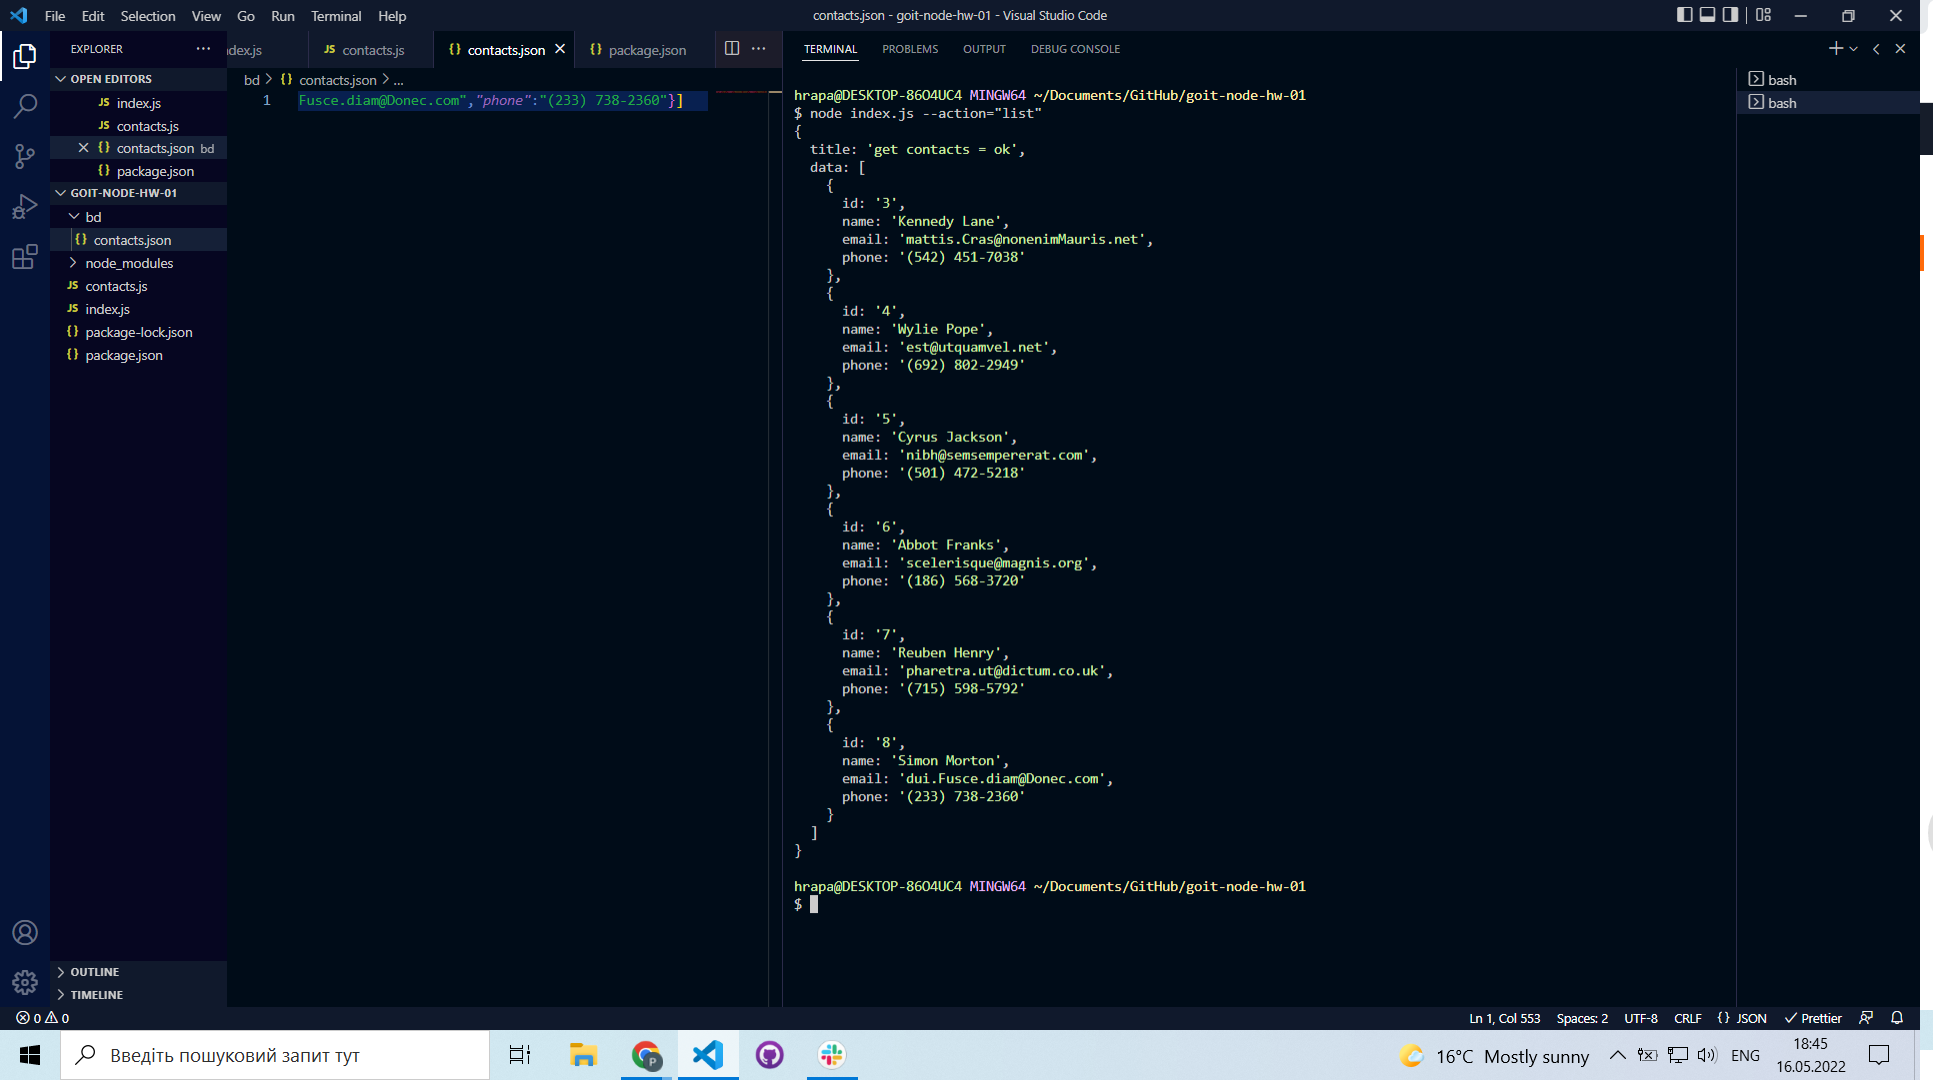 File Edit Selection View Go Run Terminal Help
contacts.json - goit-node-hw-01 - Visual Studio Code
EXPLORER
OPEN EDITORS
JS index.js
JS contacts.js
{} contacts.json bd
{} package.json
GOIT-NODE-HW-01
bd
{} contacts.json
node_modules
JS contacts.js
JS index.js
{} package-lock.json
{} package.json
OUTLINE
TIMELINE
dex.js JS contacts.js {} contacts.json {} package.json
bd > {} contacts.json > ...
1 Fusce.diam@Donec.com","phone":"(233) 738-2360"}]
TERMINAL PROBLEMS OUTPUT DEBUG CONSOLE
hrapa@DESKTOP-86O4UC4 MINGW64 ~/Documents/GitHub/goit-node-hw-01
$ node index.js --action="list"
{
title: 'get contacts = ok',
data: [
{
id: '3',
name: 'Kennedy Lane',
email: 'mattis.Cras@nonenimMauris.net',
phone: '(542) 451-7038'
},
{
id: '4',
name: 'Wylie Pope',
email: 'est@utquamvel.net',
phone: '(692) 802-2949'
},
{
id: '5',
name: 'Cyrus Jackson',
email: 'nibh@semsempererat.com',
phone: '(501) 472-5218'
},
{
id: '6',
name: 'Abbot Franks',
email: 'scelerisque@magnis.org',
phone: '(186) 568-3720'
},
{
id: '7',
name: 'Reuben Henry',
email: 'pharetra.ut@dictum.co.uk',
phone: '(715) 598-5792'
},
{
id: '8',
name: 'Simon Morton',
email: 'dui.Fusce.diam@Donec.com',
phone: '(233) 738-2360'
}
]
}
hrapa@DESKTOP-86O4UC4 MINGW64 ~/Documents/GitHub/goit-node-hw-01
$
bash
bash
0 0
Ln 1, Col 553 Spaces: 2 UTF-8 CRLF {} JSON Prettier
Введіть пошуковий запит тут
P
16°C Mostly sunny
ENG
18:45
16.05.2022